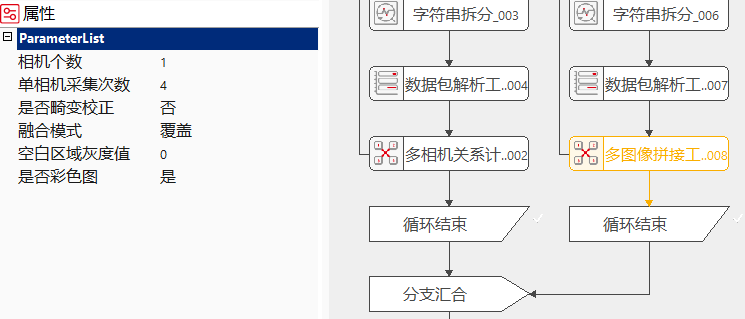 属性
ParameterList
相机个数 1
单相机采集次数 4
是否畸变校正 否
融合模式 覆盖
空白区域灰度值 0
是否彩色图 是
字符串拆分_003
字符串拆分_006
数据包解析工..004
数据包解析工..007
多相机关系计..002
多图像拼接工..008
循环结束
循环结束
分支汇合